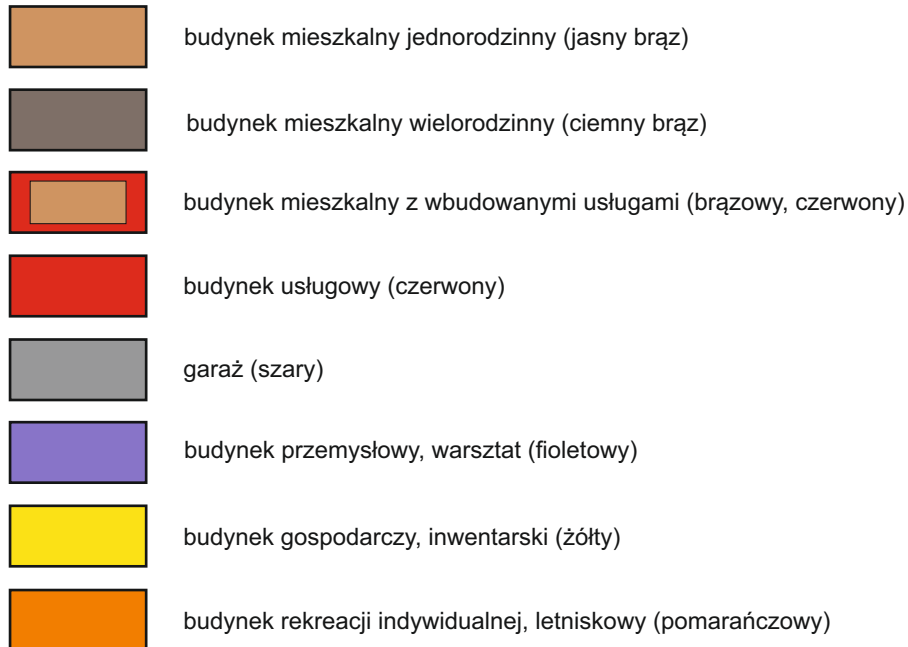 budynek mieszkalny jednorodzinny (jasny brąz)
budynek mieszkalny wielorodzinny (ciemny brąz)
budynek mieszkalny z wbudowanymi usługami (brązowy, czerwony)
budynek usługowy (czerwony)
garaż (szary)
budynek przemysłowy, warsztat (fioletowy)
budynek gospodarczy, inwentarski (żółty)
budynek rekreacji indywidualnej, letniskowy (pomarańczowy)